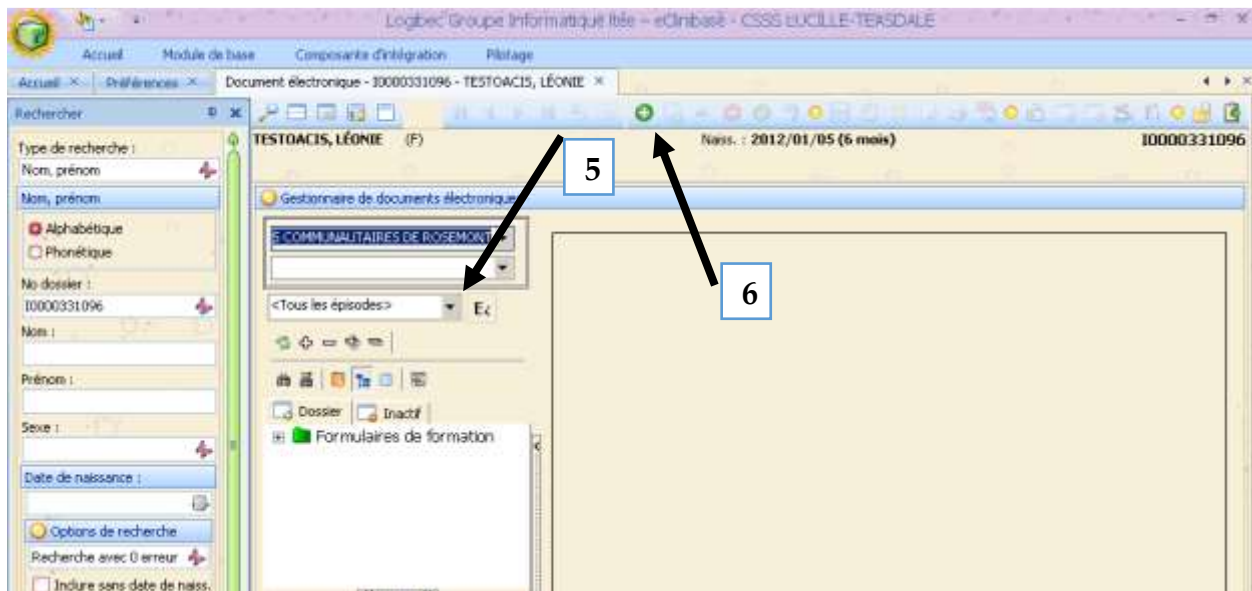 Logibec Groupe Informatique ltée - eClinibase - CSSS LUCILLE-TEASDALE
Accueil Module de base Composante d'intégration Pilotage
Accueil × Préférences × Document électronique - I0000331096 - TESTOACIS, LÉONIE ×
Rechercher
TESTOACIS, LÉONIE (F) Naiss. : 2012/01/05 (6 mois) I0000331096
Type de recherche :
Nom, prénom
Nom, prénom
Alphabétique
Phonétique
No dossier :
I0000331096
Nom :
Prénom :
Sexe :
Date de naissance :
Options de recherche
Recherche avec 0 erreur
Inclure sans date de naiss.
Gestionnaire de documents électronique
S COMMUNAUTAIRES DE ROSEMONT
<Tous les épisodes>
Dossier Inactif
Formulaires de formation
5
6